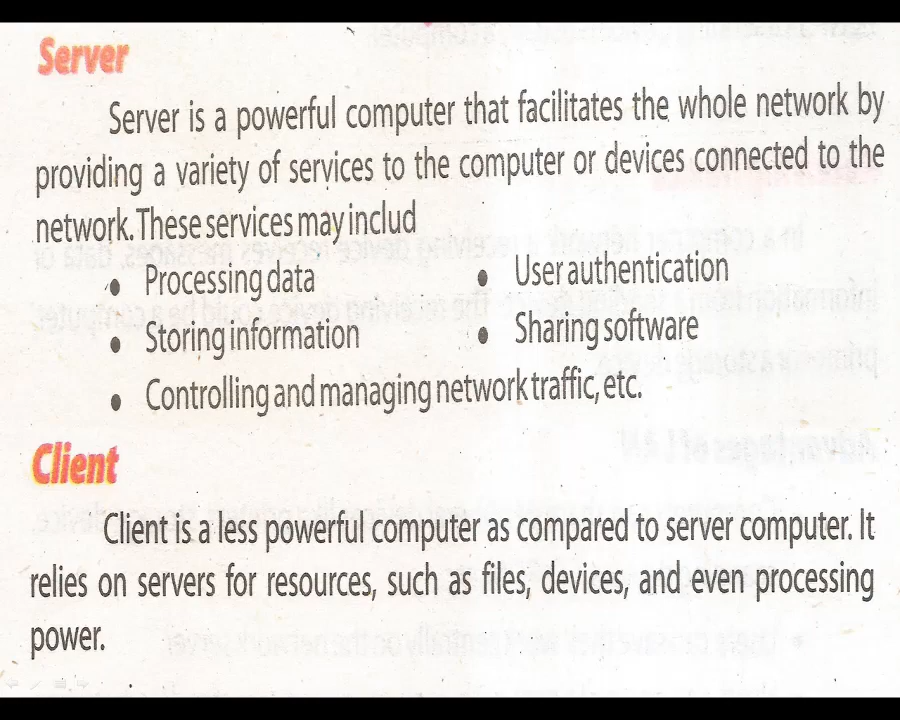 Server
Server is a powerful computer that facilitates the whole network by
providing a variety of services to the computer or devices connected to the
network. These services may includ
• Processing data • User authentication
• Storing information • Sharing software
• Controlling and managing network traffic, etc.
Client
Client is a less powerful computer as compared to server computer. It
relies on servers for resources, such as files, devices, and even processing
power.